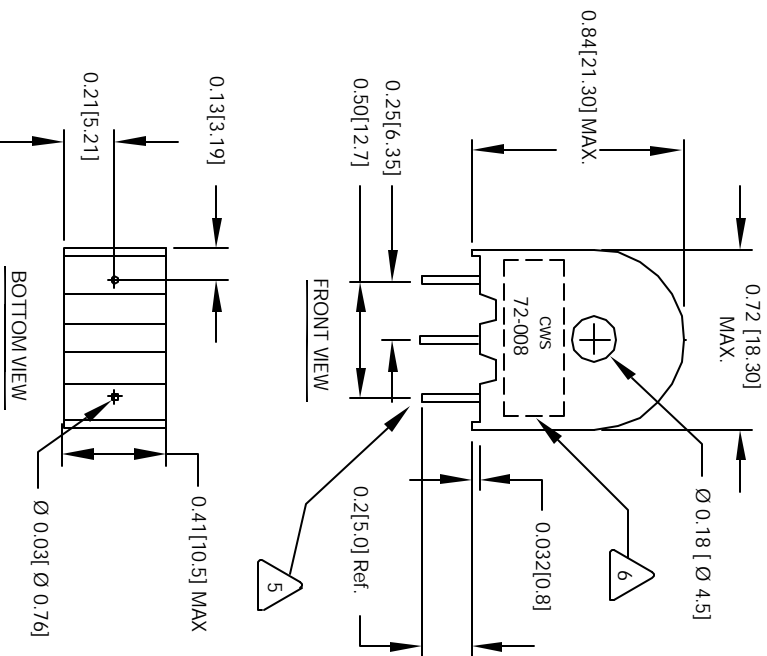 0.84[21.30] MAX.
0.72 [18.30]
MAX.
CWS
72-008
Ø 0.18 [ Ø 4.5]
6
0.25[6.35]
0.50[12.7]
FRONT VIEW
0.032[0.8]
0.2[5.0] Ref.
5
0.13[3.19]
0.21[5.21]
BOTTOM VIEW
0.41[10.5] MAX
Ø 0.03[ Ø 0.76]